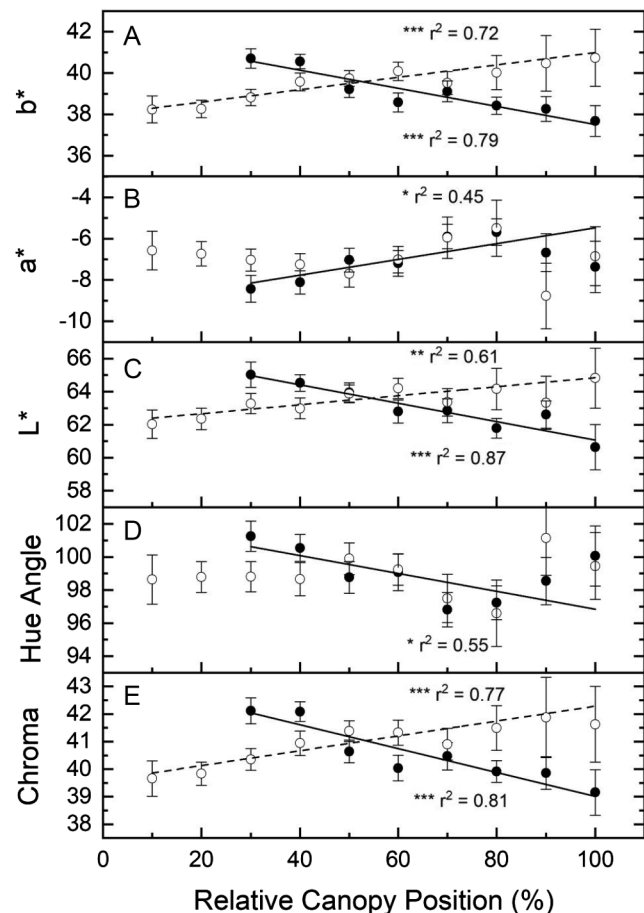 A
*** r² = 0.72
42
40
38
36
b*
*** r² = 0.79
B
* r² = 0.45
-4
-6
-8
-10
a*
C
** r² = 0.61
66
64
62
60
58
L*
*** r² = 0.87
D
102
100
98
96
94
Hue Angle
* r² = 0.55
E
*** r² = 0.77
43
42
41
40
39
38
Chroma
*** r² = 0.81
0 20 40 60 80 100
Relative Canopy Position (%)